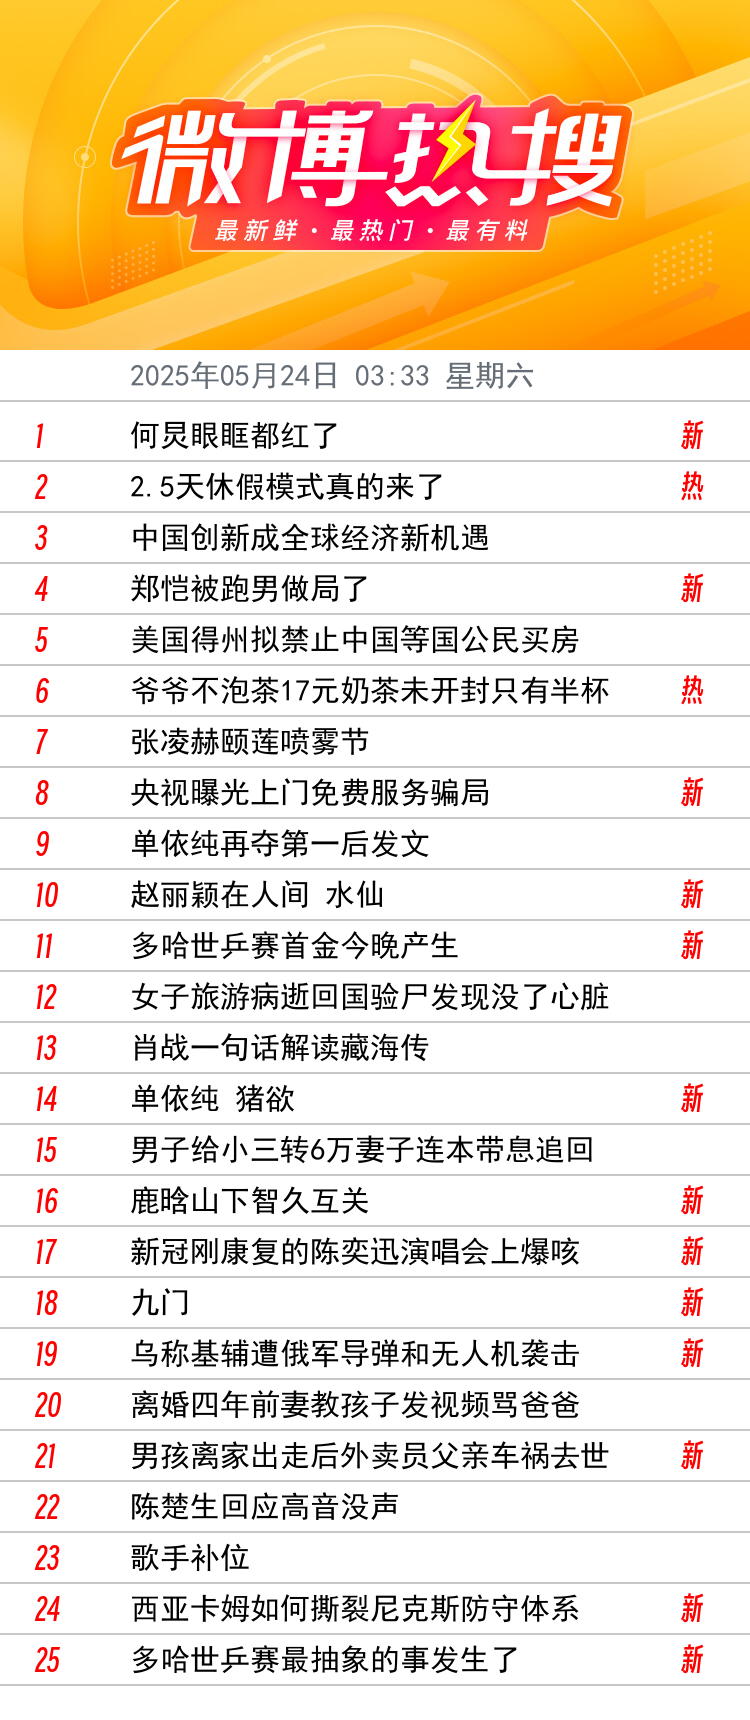 微博热搜
最新鲜·最热门·最有料
2025年05月24日 03:33 星期六
1 何炅眼眶都红了 新
2 2.5天休假模式真的来了 热
3 中国创新成全球经济新机遇
4 郑恺被跑男做局了 新
5 美国得州拟禁止中国等国公民买房
6 爷爷不泡茶17元奶茶未开封只有半杯 热
7 张凌赫颐莲喷雾节
8 央视曝光上门免费服务骗局 新
9 单依纯再夺第一后发文
10 赵丽颖在人间 水仙 新
11 多哈世乒赛首金今晚产生 新
12 女子旅游病逝回国验尸发现没了心脏
13 肖战一句话解读藏海传
14 单依纯 猪欲 新
15 男子给小三转6万妻子连本带息追回
16 鹿晗山下智久互关 新
17 新冠刚康复的陈奕迅演唱会上爆咳 新
18 九门 新
19 乌称基辅遭俄军导弹和无人机袭击 新
20 离婚四年前妻教孩子发视频骂爸爸
21 男孩离家出走后外卖员父亲车祸去世 新
22 陈楚生回应高音没声
23 歌手补位
24 西亚卡姆如何撕裂尼克斯防守体系 新
25 多哈世乒赛最抽象的事发生了 新